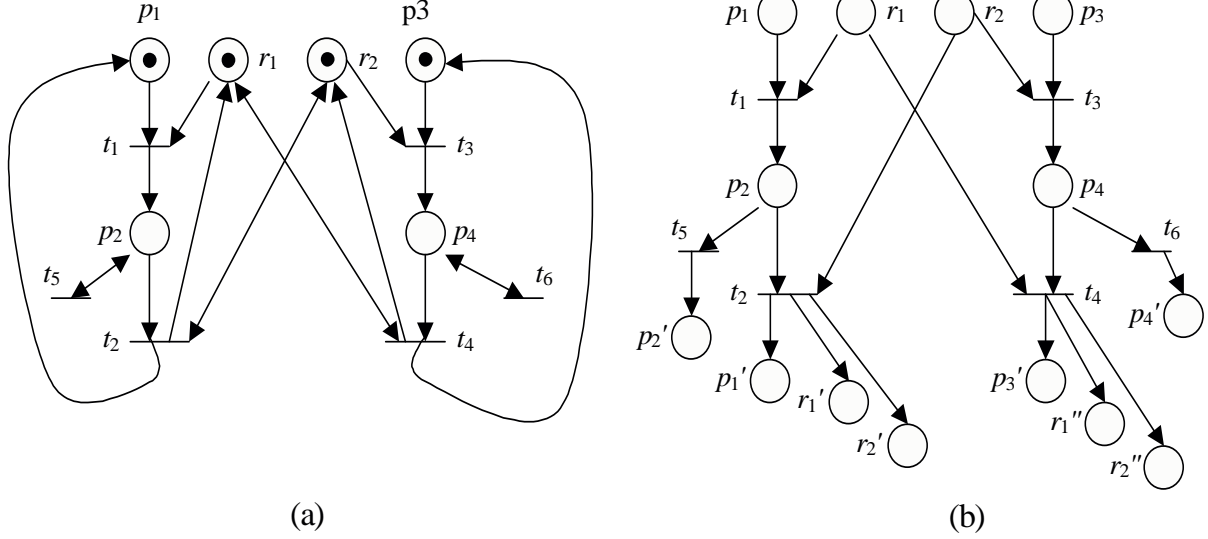 p₁ p3
r₁ r₂
t₁ t₃
p₂ p₄
t₅ t₆
t₂ t₄
(a)
p₁ r₁ r₂ p₃
t₁ t₃
p₂ p₄
t₅ t₆
t₂ t₄
p₂' p₄'
p₁' p₃'
r₁' r₁"
r₂' r₂"
(b)